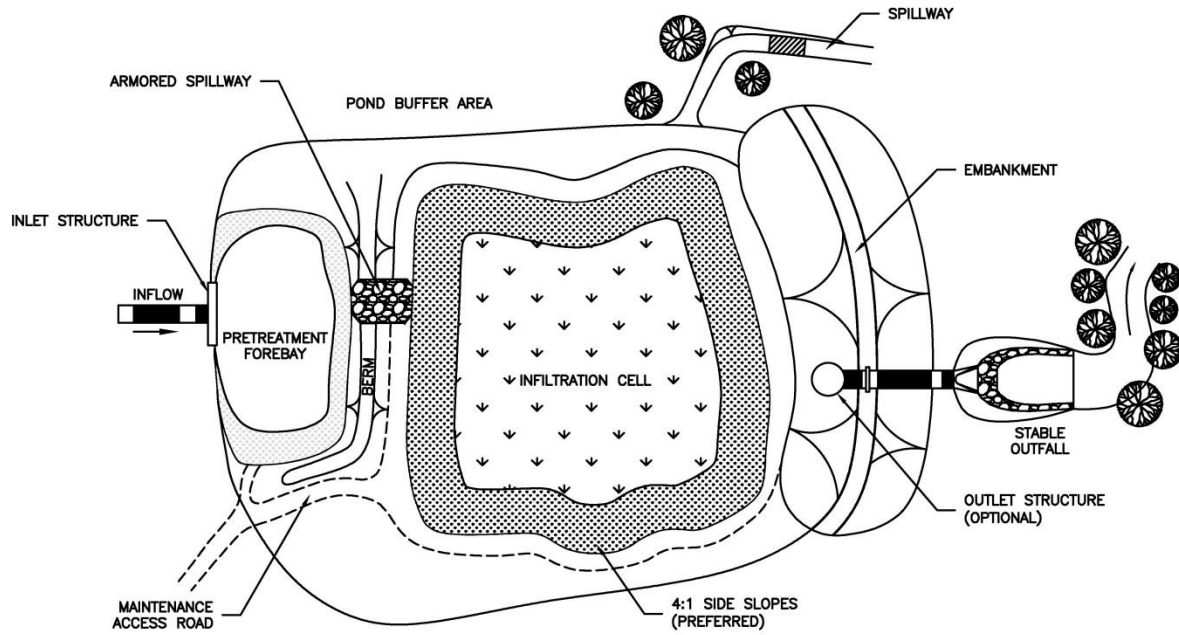 SPILLWAY
ARMORED SPILLWAY
POND BUFFER AREA
EMBANKMENT
INLET STRUCTURE
INFLOW
PRETREATMENT
FOREBAY
BERM
INFILTRATION CELL
STABLE
OUTFALL
OUTLET STRUCTURE
(OPTIONAL)
MAINTENANCE
ACCESS ROAD
4:1 SIDE SLOPES
(PREFERRED)